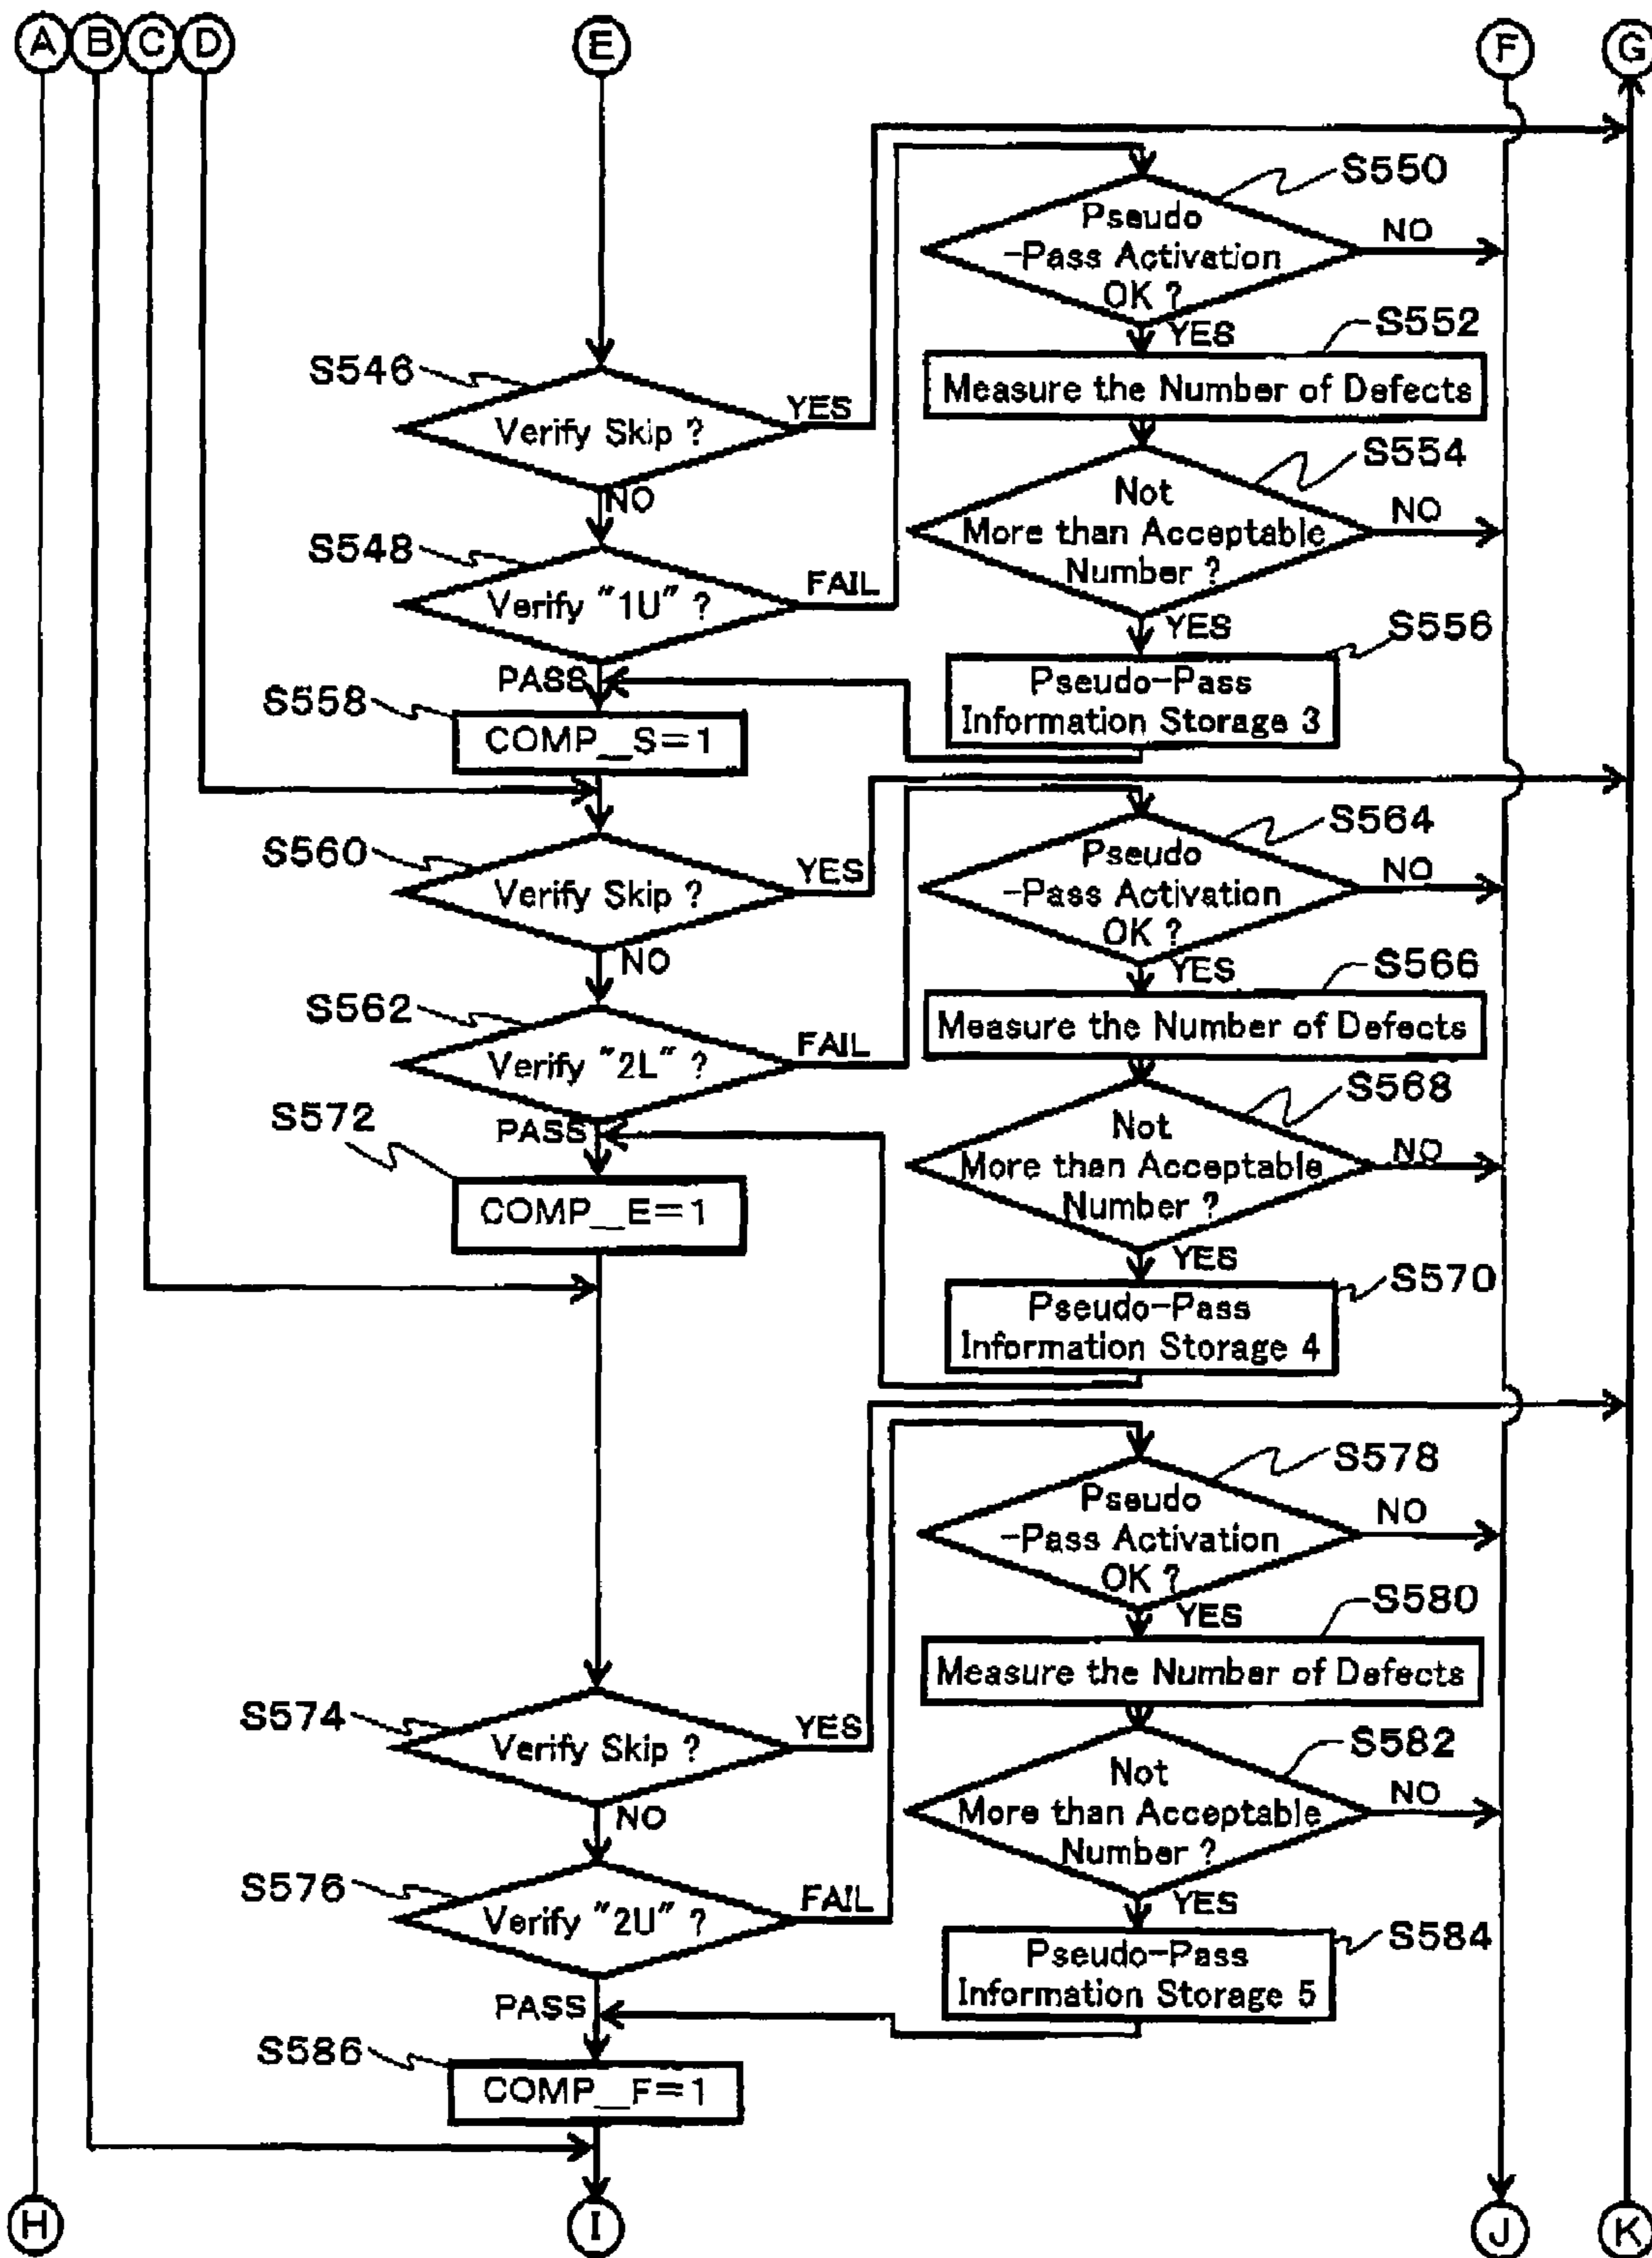 A B C D E F G
S550
Pseudo
-Pass Activation
OK ?
NO
YES
S552
Measure the Number of Defects
S546
Verify Skip ?
YES
NO
S554
Not
More than Acceptable
Number ?
NO
YES
S548
Verify "1U" ?
FAIL
PASS
S556
Pseudo-Pass
Information Storage 3
S558
COMP__S=1
S560
Verify Skip ?
YES
NO
S564
Pseudo
-Pass Activation
OK ?
NO
YES
S566
Measure the Number of Defects
S562
Verify "2L" ?
FAIL
PASS
S568
Not
More than Acceptable
Number ?
NO
YES
S572
COMP__E=1
S570
Pseudo-Pass
Information Storage 4
S578
Pseudo
-Pass Activation
OK ?
NO
YES
S580
Measure the Number of Defects
S574
Verify Skip ?
YES
NO
S582
Not
More than Acceptable
Number ?
NO
YES
S576
Verify "2U" ?
FAIL
PASS
S584
Pseudo-Pass
Information Storage 5
S586
COMP__F=1
H I J K